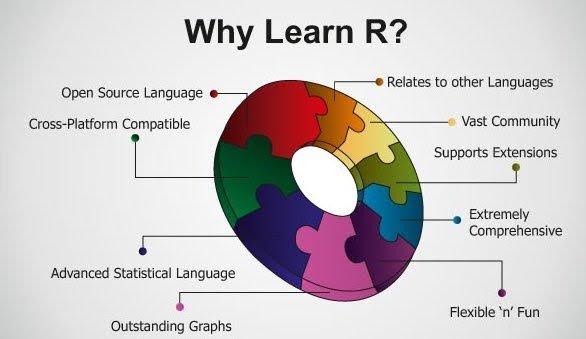 Why Learn R?
Open Source Language
Relates to other Languages
Cross-Platform Compatible
Vast Community
Supports Extensions
Extremely
Comprehensive
Advanced Statistical Language
Flexible ‘n’ Fun
Outstanding Graphs